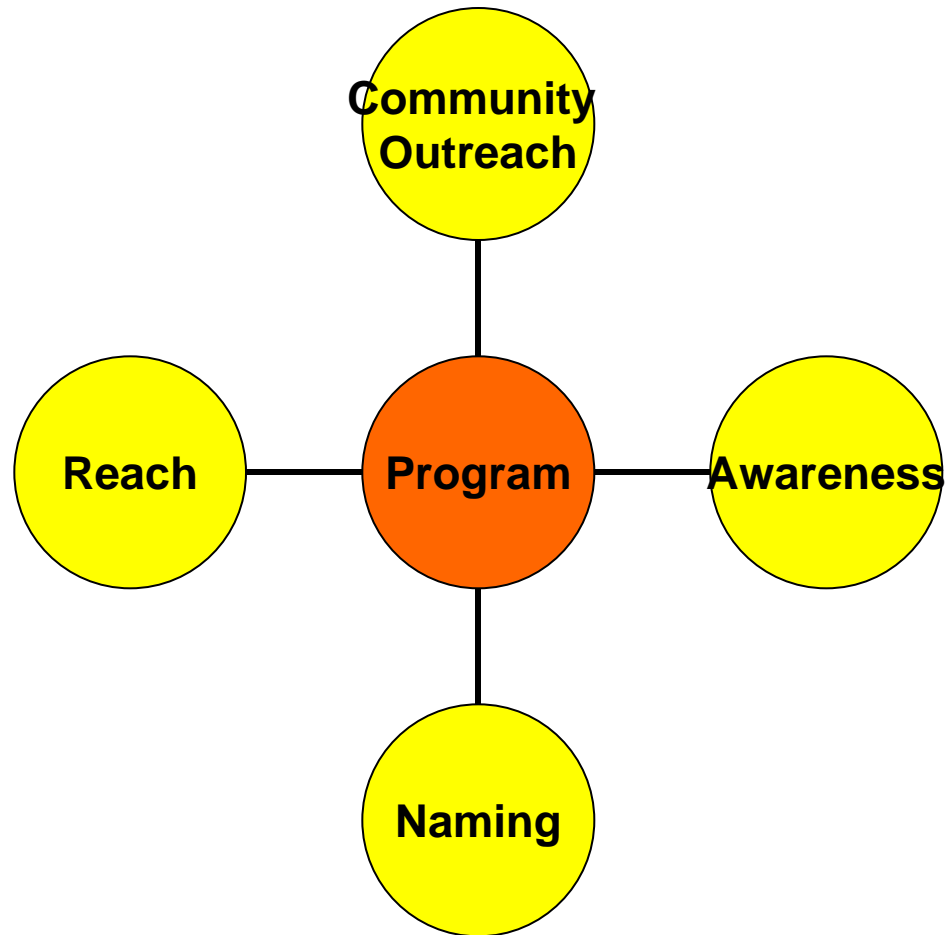 Community
Outreach
Reach
Program
Awareness
Naming